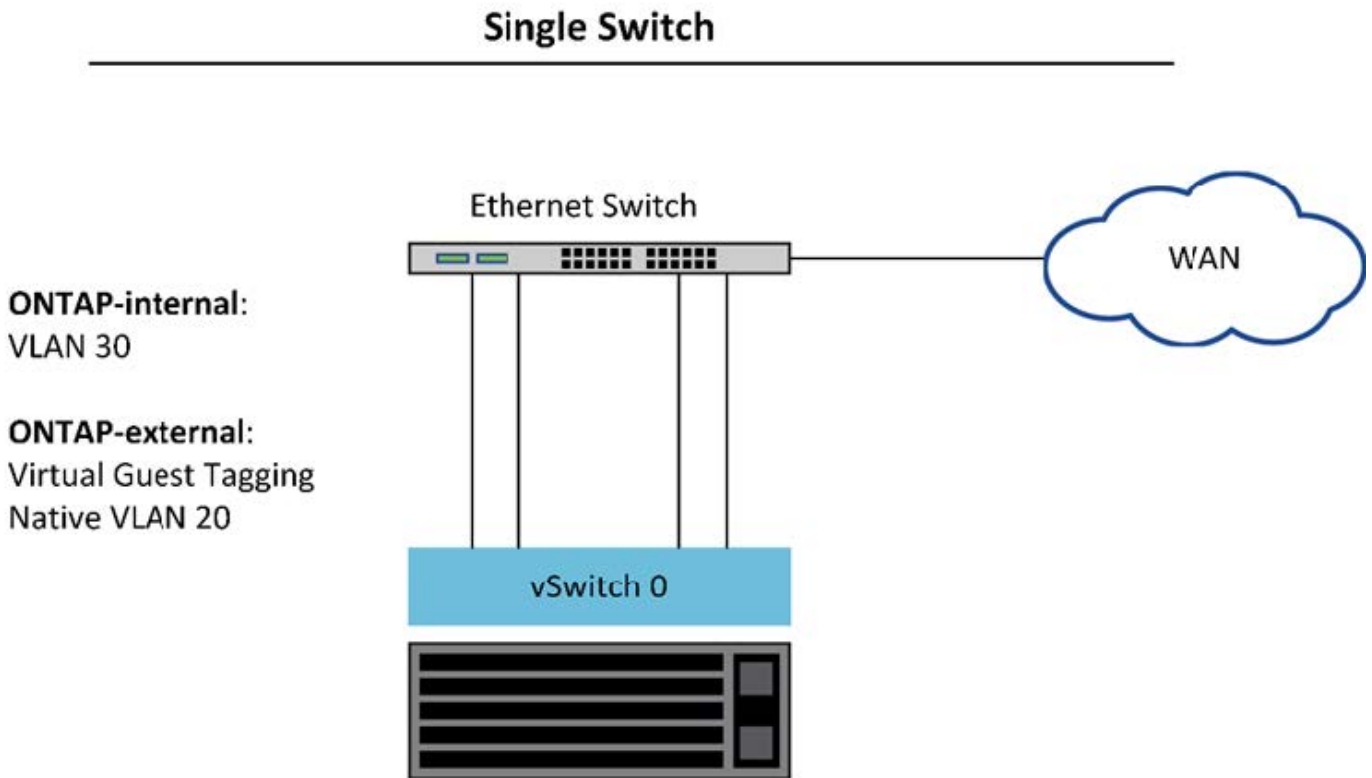 Single Switch
Ethernet Switch
WAN
ONTAP-internal:
VLAN 30
ONTAP-external:
Virtual Guest Tagging
Native VLAN 20
vSwitch 0